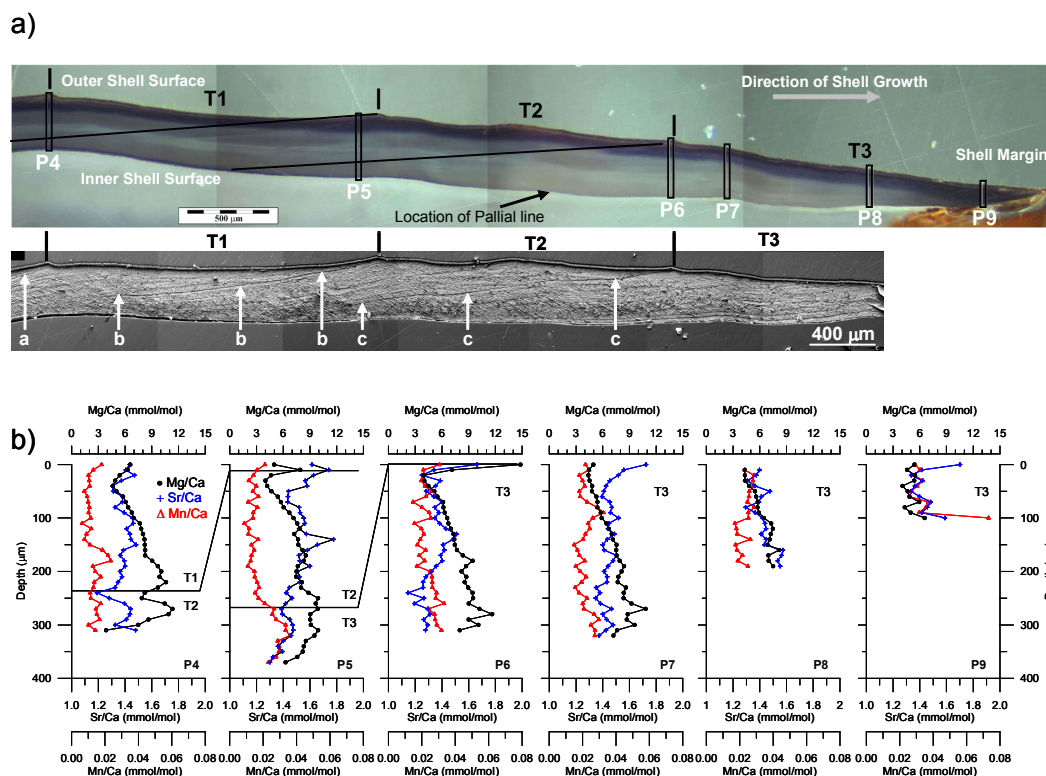 a)
Outer Shell Surface
T1
Direction of Shell Growth
T2
T3
Shell Margin
P4
Inner Shell Surface
P5
500 µm
Location of Pallial line
P6
P7
P8
P9
T1
T2
T3
a
b
b
b
c
c
c
400 µm
b)
Mg/Ca (mmol/mol) Mg/Ca (mmol/mol) Mg/Ca (mmol/mol) Mg/Ca (mmol/mol) Mg/Ca (mmol/mol) Mg/Ca (mmol/mol)
0 3 6 9 12 15 0 3 6 9 12 15 0 3 6 9 12 15 0 3 6 9 12 15 0 3 6 9 12 15 0 3 6 9 12 15
0 100 200 300 400
Depth (µm)
Mg/Ca
Sr/Ca
Mn/Ca
T1
T2
P4
T2
T3
P5
T3
P6
T3
P7
T3
P8
T3
P9
0 100 200 300 400
1.0 1.2 1.4 1.6 1.8 2.0 1.2 1.4 1.6 1.8 2.0 1.2 1.4 1.6 1.8 2.0 1.0 1.2 1.4 1.6 1.8 2.0 1.2 1.4 1.6 1.8 2.0 1.2 1.4 1.6 1.8 2.0
Sr/Ca (mmol/mol) Sr/Ca (mmol/mol) Sr/Ca (mmol/mol) Sr/Ca (mmol/mol) Sr/Ca (mmol/mol) Sr/Ca (mmol/mol)
0.00 0.02 0.04 0.06 0.08 0.10 0.00 0.02 0.04 0.06 0.08 0.10 0.00 0.02 0.04 0.06 0.08 0.10 0.00 0.02 0.04 0.06 0.08 0.10 0.00 0.02 0.04 0.06 0.08 0.10 0.00 0.02 0.04 0.06 0.08 0.10
Mn/Ca (mmol/mol) Mn/Ca (mmol/mol) Mn/Ca (mmol/mol) Mn/Ca (mmol/mol) Mn/Ca (mmol/mol) Mn/Ca (mmol/mol)